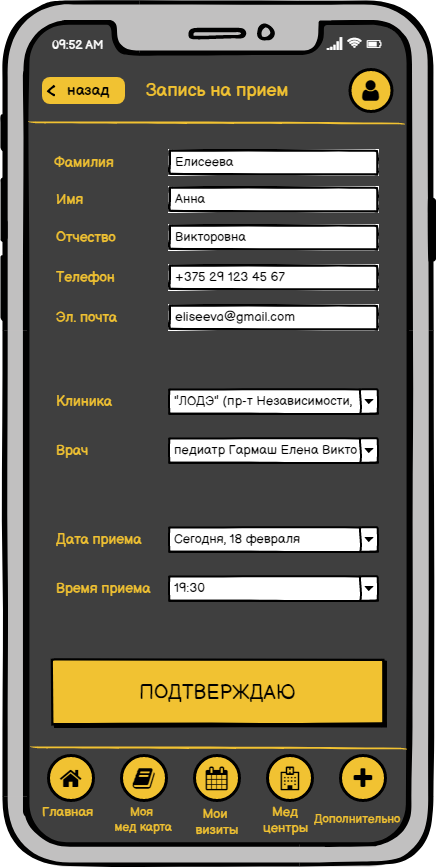 09:52 AM
назад
Запись на прием
Фамилия
Елисеева
Имя
Анна
Отчество
Викторовна
Телефон
+375 29 123 45 67
Эл. почта
eliseeva@gmail.com
Клиника
"ЛОДЭ" (пр-т Независимости,
Врач
педиатр Гармаш Елена Викто
Дата приема
Сегодня, 18 февраля
Время приема
19:30
ПОДТВЕРЖДАЮ
Главная
Моя
мед карта
Мои
визиты
Мед
центры
Дополнительно